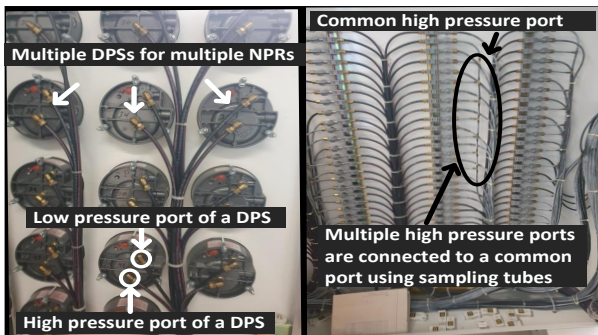 Multiple DPSs for multiple NPRs
Low pressure port of a DPS
High pressure port of a DPS
Common high pressure port
Multiple high pressure ports
are connected to a common
port using sampling tubes